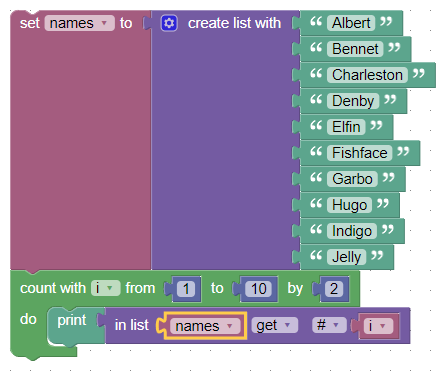 set names to create list with “ Albert ”
“ Bennet ”
“ Charleston ”
“ Denby ”
“ Elfin ”
“ Fishface ”
“ Garbo ”
“ Hugo ”
“ Indigo ”
“ Jelly ”
count with i from 1 to 10 by 2
do print in list names get # i